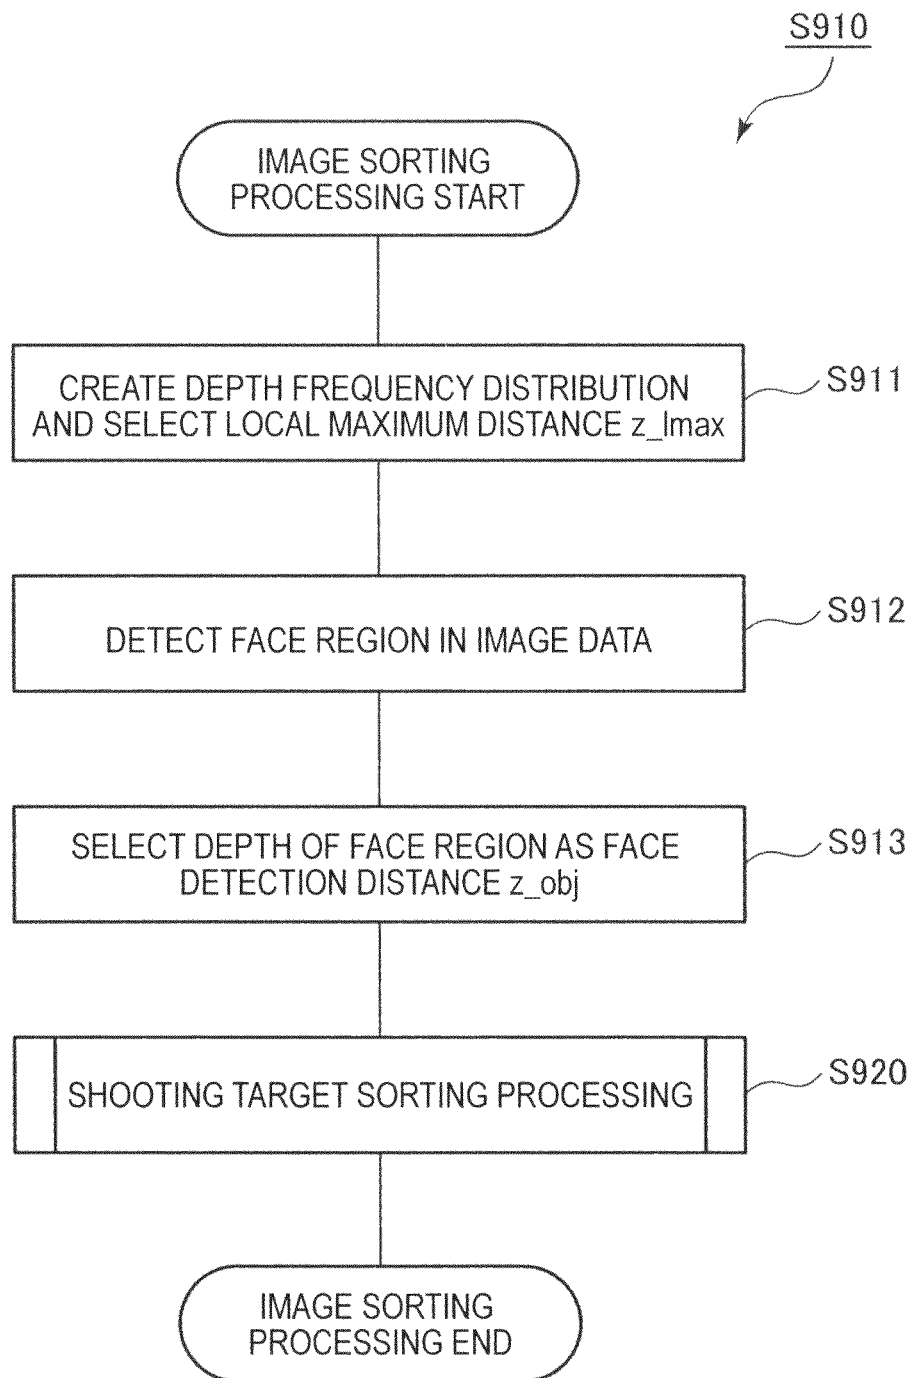 S910
IMAGE SORTING
PROCESSING START
CREATE DEPTH FREQUENCY DISTRIBUTION
AND SELECT LOCAL MAXIMUM DISTANCE z_lmax
S911
DETECT FACE REGION IN IMAGE DATA
S912
SELECT DEPTH OF FACE REGION AS FACE
DETECTION DISTANCE z_obj
S913
SHOOTING TARGET SORTING PROCESSING
S920
IMAGE SORTING
PROCESSING END